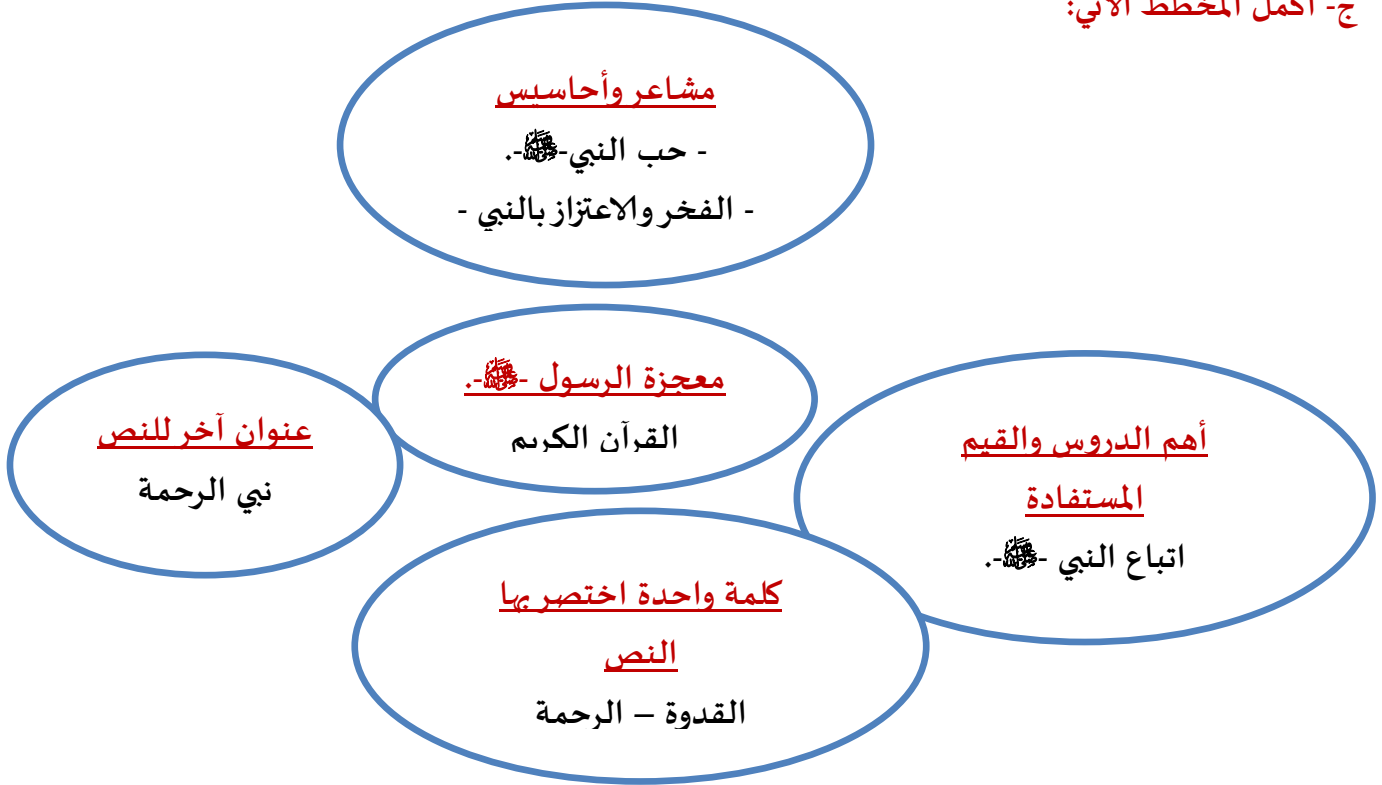 ج- أكمل المخطط الآتي:
مشاعر وأحاسيس
- حب النبي-ﷺ-.
- الفخر والاعتزاز بالنبي -
معجزة الرسول -ﷺ-.
القرآن الكريم
عنوان آخر للنص
نبي الرحمة
أهم الدروس والقيم
المستفادة
اتباع النبي -ﷺ-.
كلمة واحدة اختصر بها
النص
القدوة – الرحمة